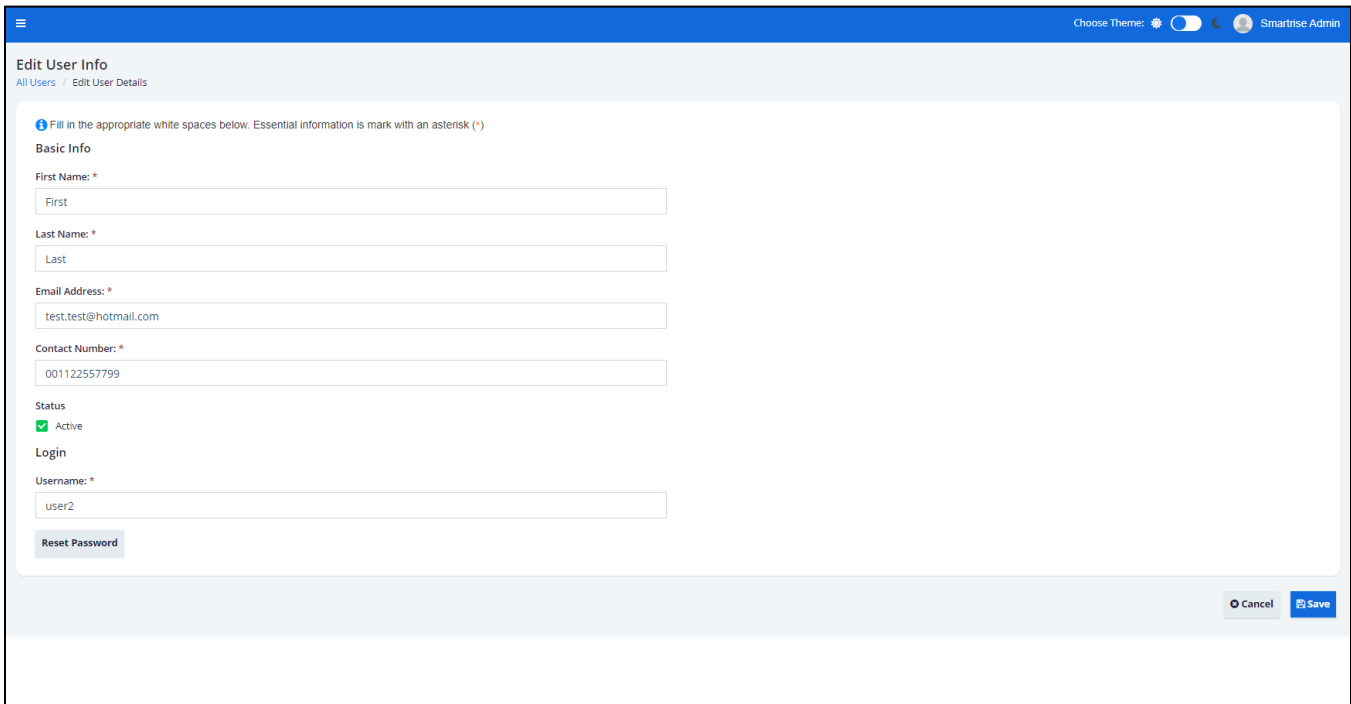 Choose Theme: Smartrise Admin
Edit User Info
All Users / Edit User Details
Fill in the appropriate white spaces below. Essential information is mark with an asterisk (*)
Basic Info
First Name: *
First
Last Name: *
Last
Email Address: *
test.test@hotmail.com
Contact Number: *
001122557799
Status
Active
Login
Username: *
user2
Reset Password
Cancel Save